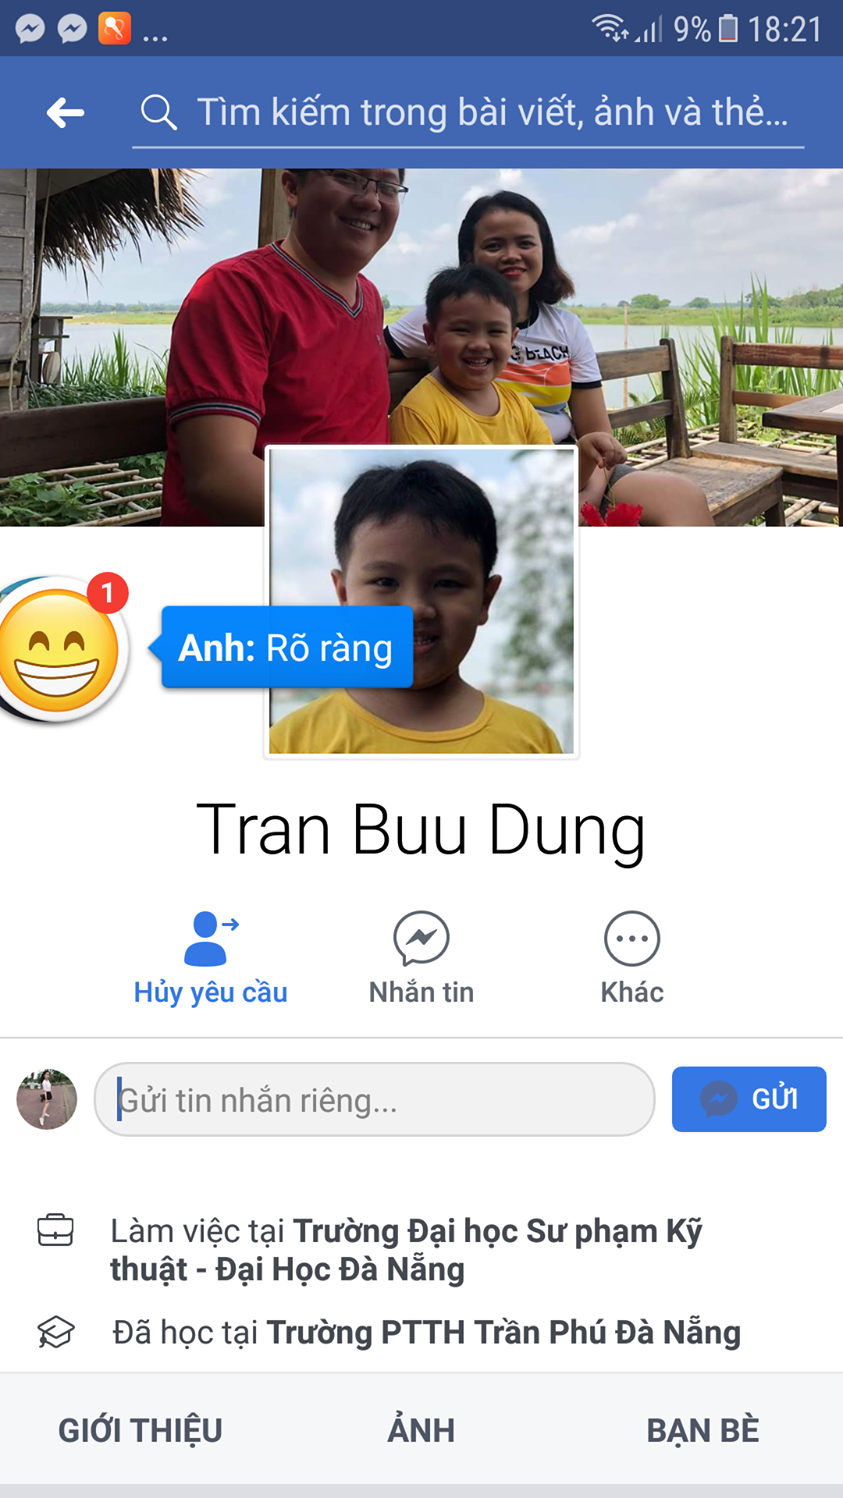 ... 9% 18:21
Tìm kiếm trong bài viết, ảnh và thẻ...
1
Anh: Rõ ràng
Tran Buu Dung
Hủy yêu cầu Nhắn tin Khác
Gửi tin nhắn riêng... GỬI
Làm việc tại Trường Đại học Sư phạm Kỹ
thuật - Đại Học Đà Nẵng
Đã học tại Trường PTTH Trần Phú Đà Nẵng
GIỚI THIỆU ẢNH BẠN BÈ